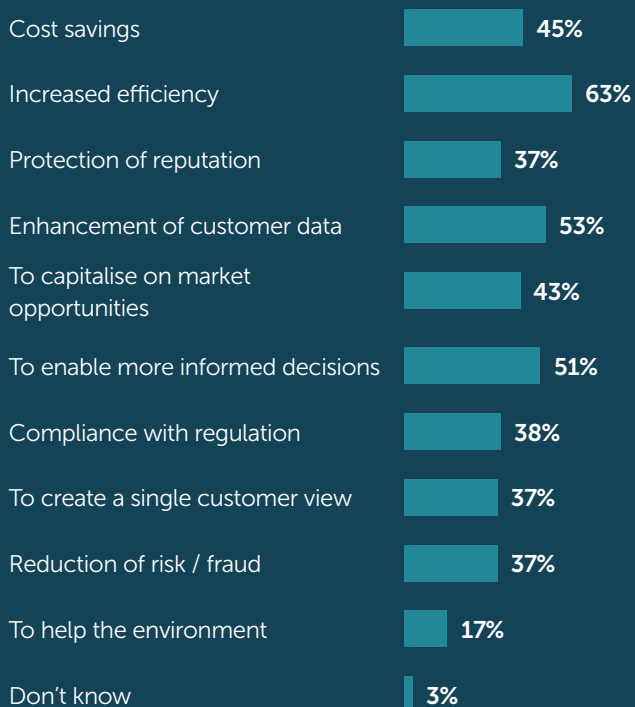 Cost savings 45%
Increased efficiency 63%
Protection of reputation 37%
Enhancement of customer data 53%
To capitalise on market
opportunities 43%
To enable more informed decisions 51%
Compliance with regulation 38%
To create a single customer view 37%
Reduction of risk / fraud 37%
To help the environment 17%
Don't know 3%